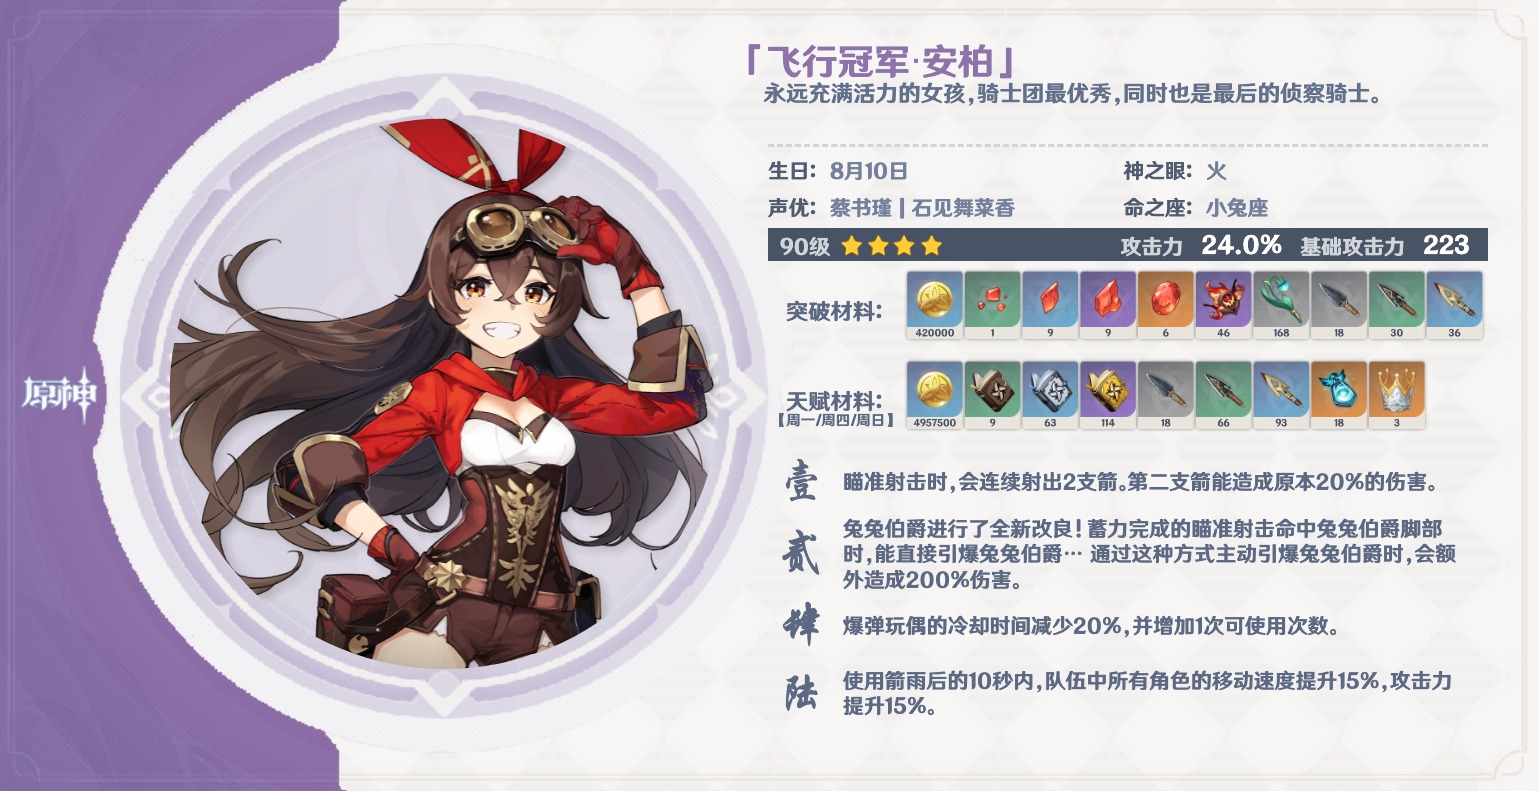 原神
「飞行冠军·安柏」
永远充满活力的女孩,骑士团最优秀,同时也是最后的侦察骑士。
生日: 8月10日 神之眼: 火
声优: 蔡书瑾 | 石见舞菜香 命之座: 小兔座
90级 攻击力 24.0% 基础攻击力 223
突破材料:
420000 1 9 9 6 46 168 18 30 36
天赋材料:
【周一/周四/周日】
4957500 9 63 114 18 66 93 18 3
壹 瞄准射击时,会连续射出2支箭。第二支箭能造成原本20%的伤害。
贰 兔兔伯爵进行了全新改良!蓄力完成的瞄准射击命中兔兔伯爵脚部
时,能直接引爆兔兔伯爵… 通过这种方式主动引爆兔兔伯爵时,会额
外造成200%伤害。
肆 爆弹玩偶的冷却时间减少20%,并增加1次可使用次数。
陆 使用箭雨后的10秒内,队伍中所有角色的移动速度提升15%,攻击力
提升15%。